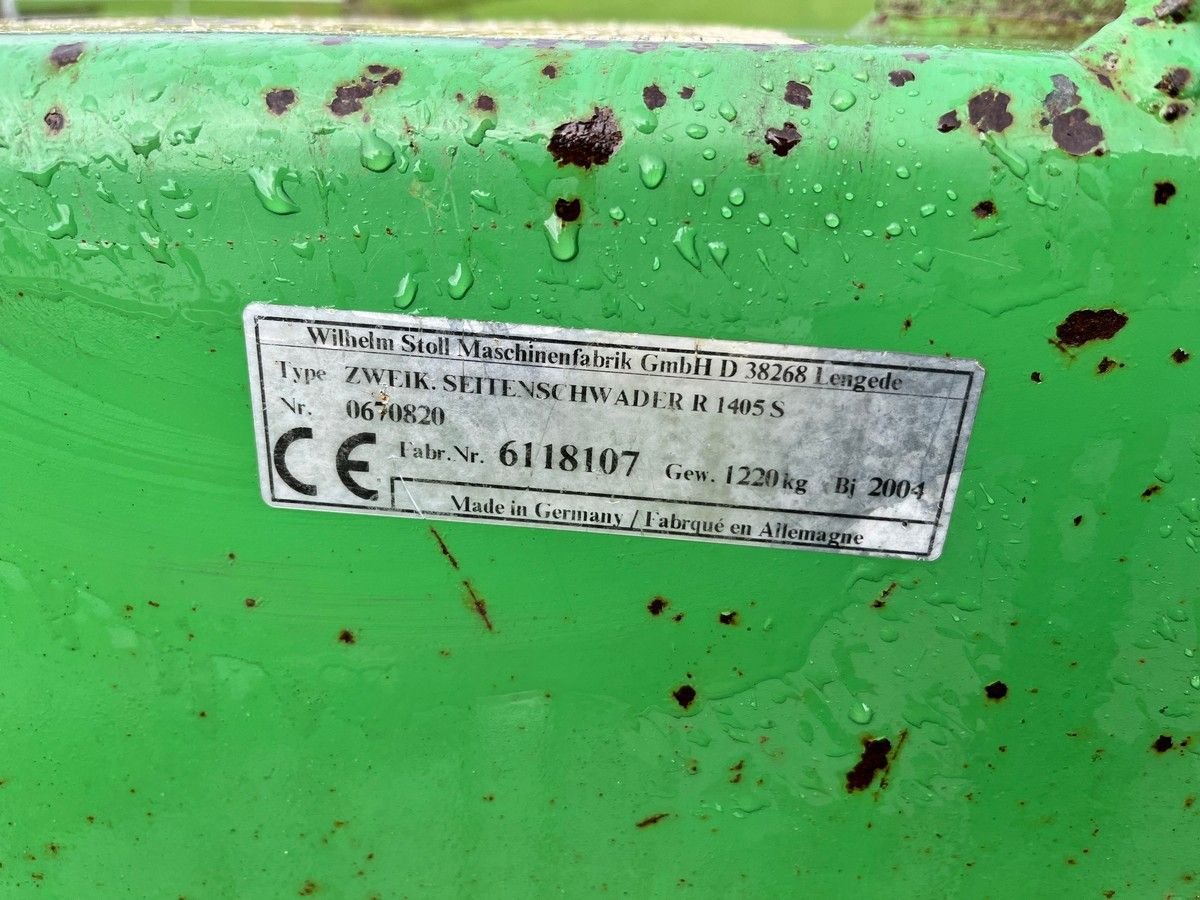 Wilhelm Stoll Maschinenfabrik GmbH D 38268 Lengede
Type ZWEIK. SEITENSCHWADER R 1405 S
Nr. 0670820
CE Fabr.Nr. 6118107 Gew. 1220 kg Bj 2004
Made in Germany / Fabrqué en Allemagne